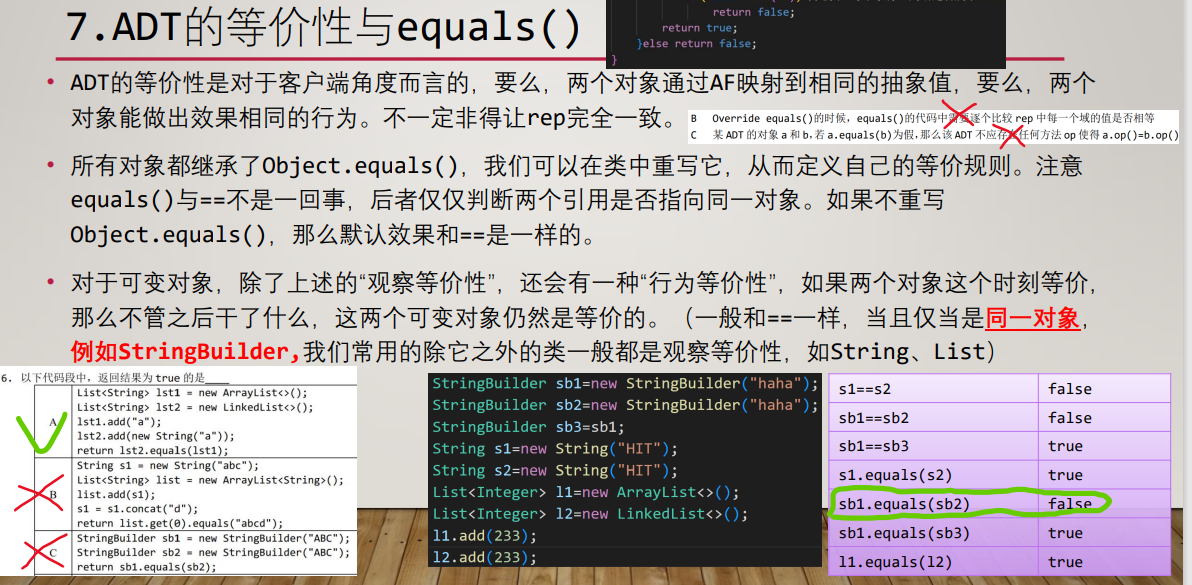 7.ADT的等价性与equals()
return false;
return true;
}else return false;
}
• ADT的等价性是对于客户端角度而言的，要么，两个对象通过AF映射到相同的抽象值，要么，两个
对象能做出效果相同的行为。不一定非得让rep完全一致。
B Override equals()的时候，equals()的代码中需要逐个比较 rep 中每一个域的值是否相等
C 某 ADT 的对象 a 和 b,若 a.equals(b)为假,那么该 ADT 不应存在任何方法 op 使得 a.op()=b.op()
• 所有对象都继承了Object.equals()，我们可以在类中重写它，从而定义自己的等价规则。注意
equals()与==不是一回事，后者仅仅判断两个引用是否指向同一对象。如果不重写
Object.equals()，那么默认效果和==是一样的。
• 对于可变对象，除了上述的“观察等价性”，还会有一种“行为等价性”，如果两个对象这个时刻等价，
那么不管之后干了什么，这两个可变对象仍然是等价的。（一般和==一样，当且仅当是同一对象，
例如StringBuilder,我们常用的除它之外的类一般都是观察等价性，如String、List）
6. 以下代码段中，返回结果为 true 的是____
A
List<String> lst1 = new ArrayList<>();
List<String> lst2 = new LinkedList<>();
lst1.add("a");
lst2.add(new String("a"));
return lst2.equals(lst1);
B
String s1 = new String("abc");
List<String> list = new ArrayList<String>();
list.add(s1);
s1 = s1.concat("d");
return list.get(0).equals("abcd");
C
StringBuilder sb1 = new StringBuilder("ABC");
StringBuilder sb2 = new StringBuilder("ABC");
return sb1.equals(sb2);
StringBuilder sb1=new StringBuilder("haha");
StringBuilder sb2=new StringBuilder("haha");
StringBuilder sb3=sb1;
String s1=new String("HIT");
String s2=new String("HIT");
List<Integer> l1=new ArrayList<>();
List<Integer> l2=new LinkedList<>();
l1.add(233);
l2.add(233);
s1==s2 false
sb1==sb2 false
sb1==sb3 true
s1.equals(s2) true
sb1.equals(sb2) false
sb1.equals(sb3) true
l1.equals(l2) true